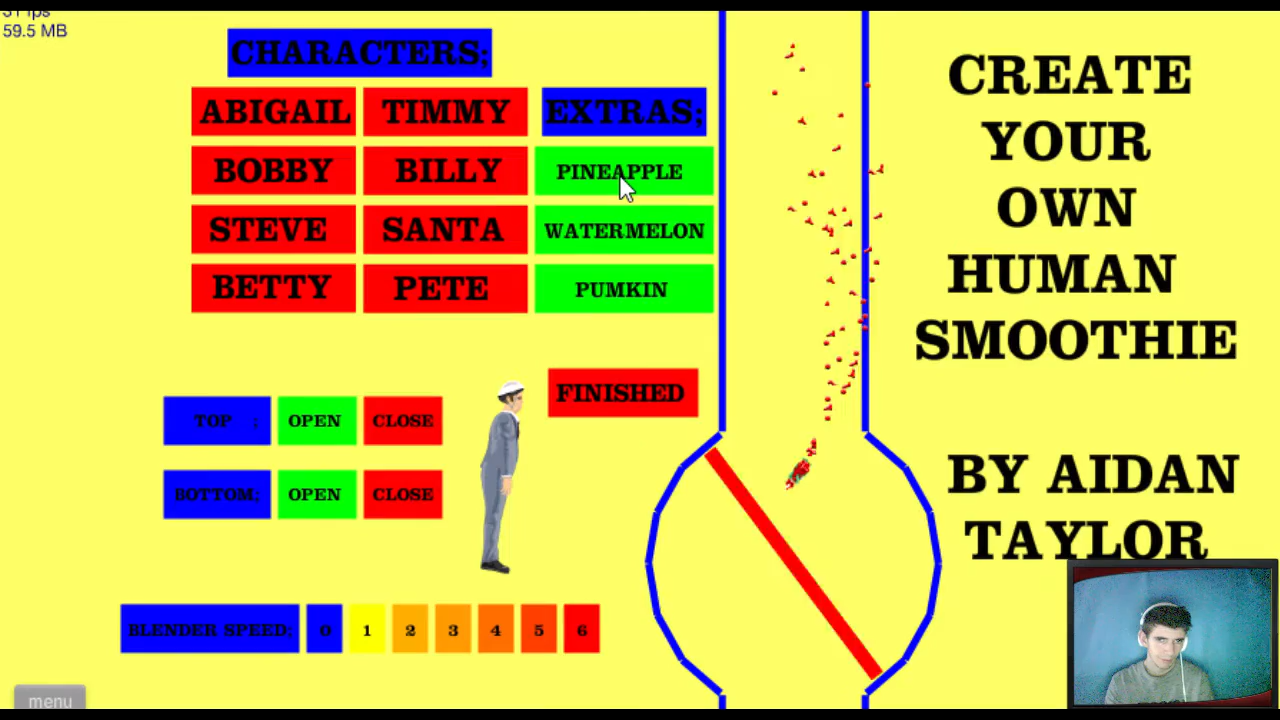 31 fps
59.5 MB
CHARACTERS;
ABIGAIL TIMMY EXTRAS;
BOBBY BILLY PINEAPPLE
STEVE SANTA WATERMELON
BETTY PETE PUMKIN
FINISHED
TOP ; OPEN CLOSE
BOTTOM; OPEN CLOSE
BLENDER SPEED; 0 1 2 3 4 5 6
menu
CREATE
YOUR
OWN
HUMAN
SMOOTHIE
BY AIDAN
TAYLOR